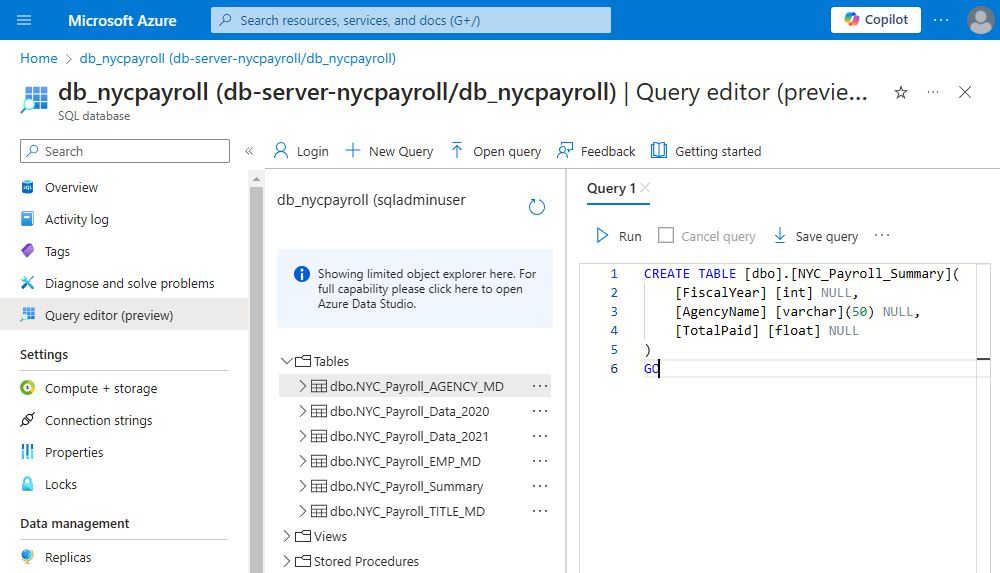 Microsoft Azure
Search resources, services, and docs (G+/)
Copilot
...
Home > db_nycpayroll (db-server-nycpayroll/db_nycpayroll)
db_nycpayroll (db-server-nycpayroll/db_nycpayroll) | Query editor (previe...
SQL database
Search
«
Login
New Query
Open query
Feedback
Getting started
Overview
Activity log
Tags
Diagnose and solve problems
Query editor (preview)
Settings
Compute + storage
Connection strings
Properties
Locks
Data management
Replicas
db_nycpayroll (sqladminuser
Showing limited object explorer here. For
full capability please click here to open
Azure Data Studio.
Tables
dbo.NYC_Payroll_AGENCY_MD ...
dbo.NYC_Payroll_Data_2020 ...
dbo.NYC_Payroll_Data_2021 ...
dbo.NYC_Payroll_EMP_MD ...
dbo.NYC_Payroll_Summary ...
dbo.NYC_Payroll_TITLE_MD ...
Views
Stored Procedures
Query 1
Run
Cancel query
Save query
...
1 CREATE TABLE [dbo].[NYC_Payroll_Summary](
2 [FiscalYear] [int] NULL,
3 [AgencyName] [varchar](50) NULL,
4 [TotalPaid] [float] NULL
5 )
6 GO